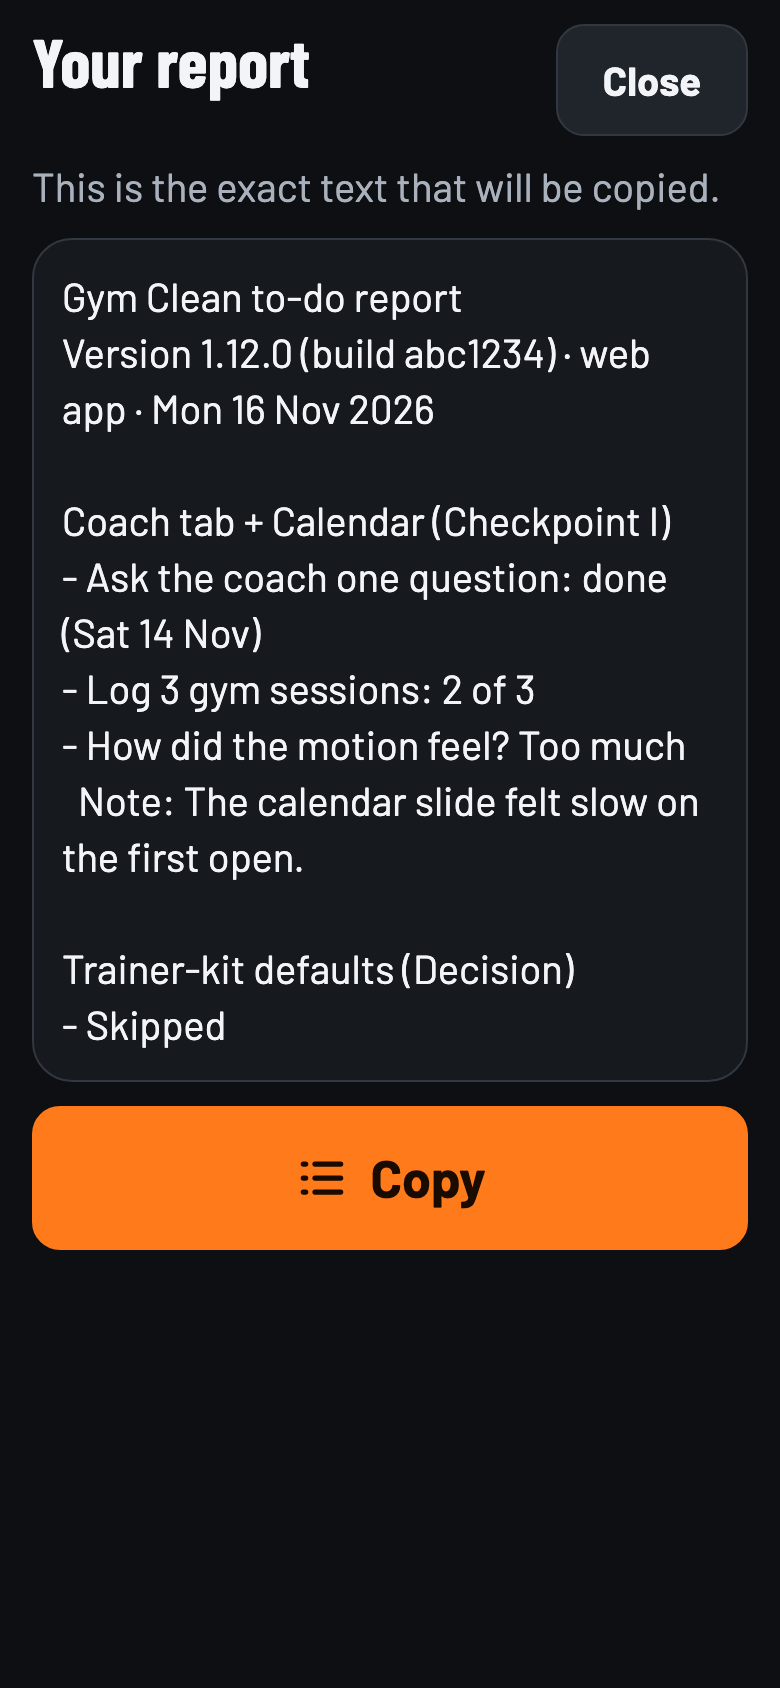 Your report
Close
This is the exact text that will be copied.
Gym Clean to-do report
Version 1.12.0 (build abc1234) · web
app · Mon 16 Nov 2026
Coach tab + Calendar (Checkpoint I)
- Ask the coach one question: done
(Sat 14 Nov)
- Log 3 gym sessions: 2 of 3
- How did the motion feel? Too much
Note: The calendar slide felt slow on
the first open.
Trainer-kit defaults (Decision)
- Skipped
Copy